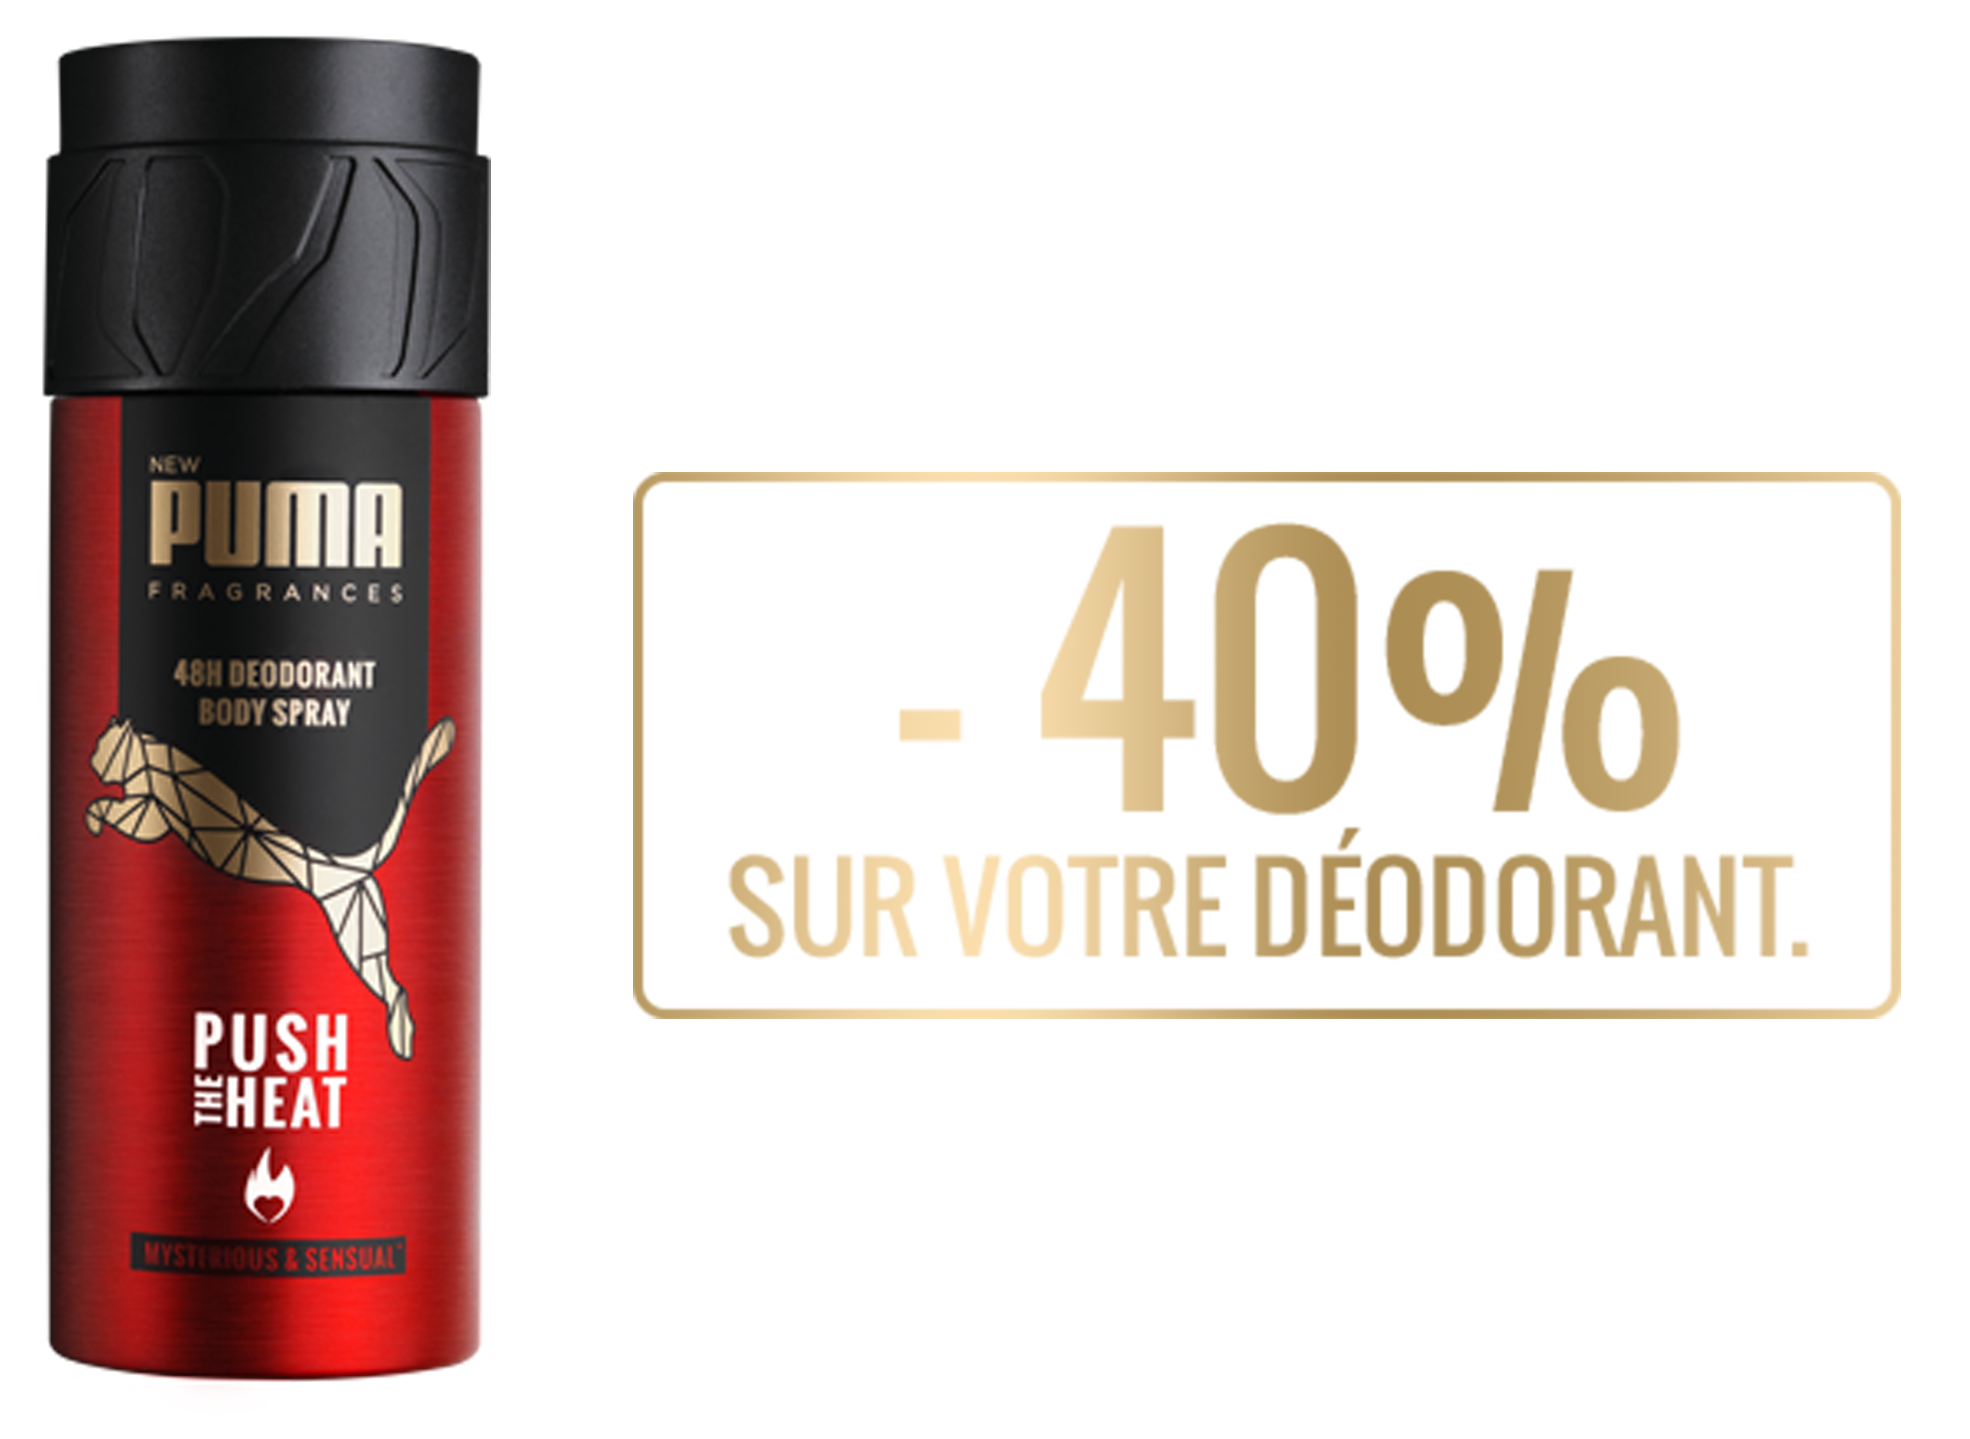 NEW
PUMA
FRAGRANCES
48H DEODORANT
BODY SPRAY
PUSH
THE HEAT
MYSTERIOUS & SENSUAL*
- 40%
SUR VOTRE DÉODORANT.